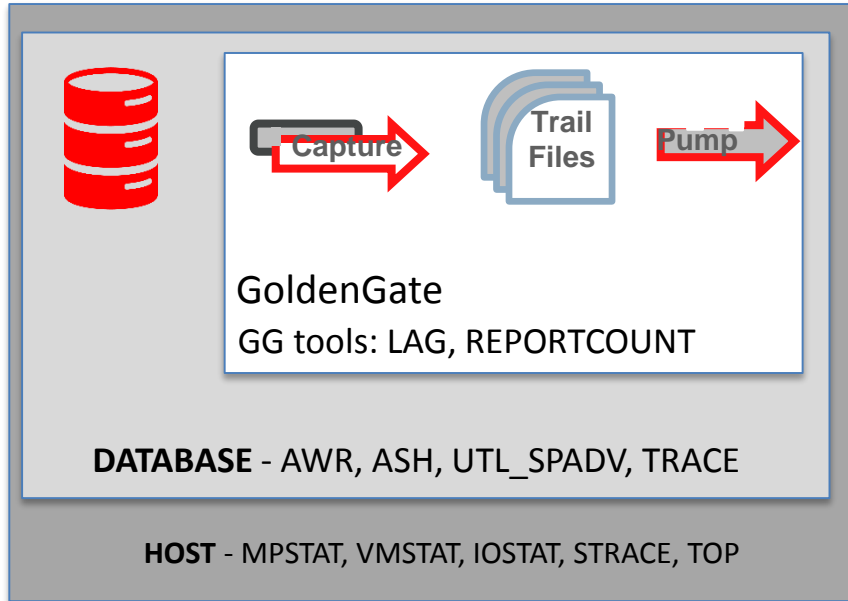 Capture
Trail
Files
Pump
GoldenGate
GG tools: LAG, REPORTCOUNT
DATABASE - AWR, ASH, UTL_SPADV, TRACE
HOST - MPSTAT, VMSTAT, IOSTAT, STRACE, TOP